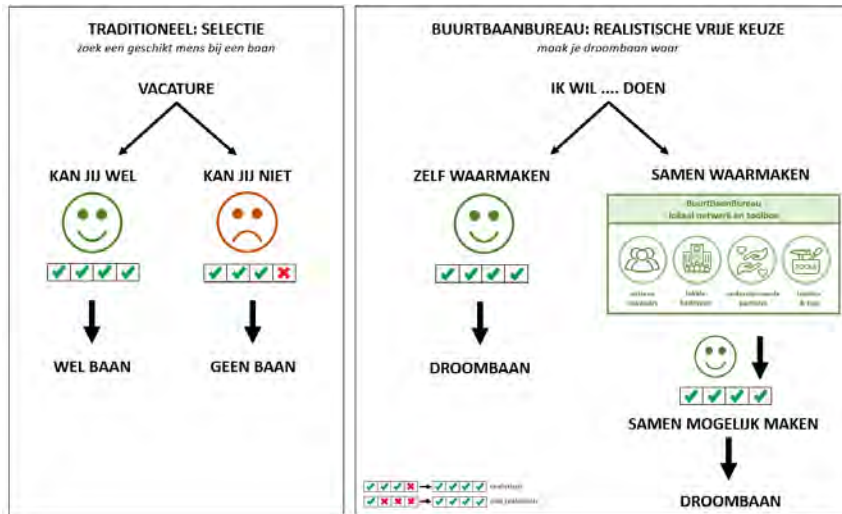 TRADITIONEEL: SELECTIE
zoek een geschikt mens bij een baan
VACATURE
KAN JIJ WEL
KAN JIJ NIET
WEL BAAN
GEEN BAAN
BUURTBAANBUREAU: REALISTISCHE VRIJE KEUZE
maak je droombaan waar
IK WIL .... DOEN
ZELF WAARMAKEN
SAMEN WAARMAKEN
BuurtBaanBureau
lokaal netwerk en toolbox
TOOLS
DROOMBAAN
SAMEN MOGELIJK MAKEN
DROOMBAAN